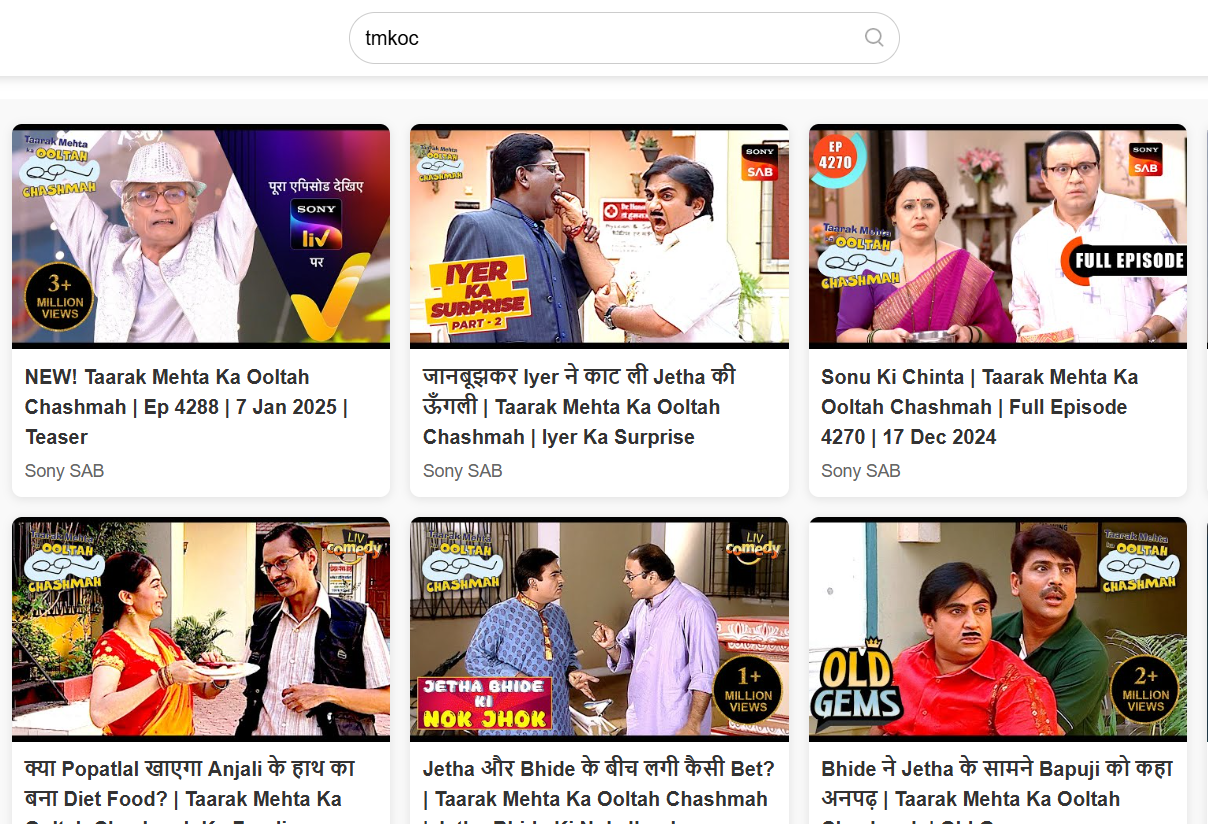 tmkoc
Taarak Mehta
Ka OOLTAH
CHASHMAH
पूरा एपिसोड देखिए
SONY
liv
पर
3+
MILLION
VIEWS
Taarak Mehta
Ka OOLTAH
CHASHMAH
SONY
SAB
IYER
KA
SURPRISE
PART - 2
EP
4270
SONY
SAB
Taarak Mehta
Ka OOLTAH
CHASHMAH
FULL EPISODE
NEW! Taarak Mehta Ka Ooltah
Chashmah | Ep 4288 | 7 Jan 2025 |
Teaser
Sony SAB
जानबूझकर Iyer ने काट ली Jetha की
ऊँगली | Taarak Mehta Ka Ooltah
Chashmah | Iyer Ka Surprise
Sony SAB
Sonu Ki Chinta | Taarak Mehta Ka
Ooltah Chashmah | Full Episode
4270 | 17 Dec 2024
Sony SAB
Taarak Mehta
Ka OOLTAH
CHASHMAH
LIV
comedy
Taarak Mehta
Ka OOLTAH
CHASHMAH
LIV
comedy
JETHA BHIDE
KI
NOK JHOK
1+
MILLION
VIEWS
Taarak Mehta
Ka OOLTAH
CHASHMAH
OLD
GEMS
2+
MILLION
VIEWS
क्या Popatlal खाएगा Anjali के हाथ का
बना Diet Food? | Taarak Mehta Ka
Jetha और Bhide के बीच लगी कैसी Bet?
| Taarak Mehta Ka Ooltah Chashmah
Bhide ने Jetha के सामने Bapuji को कहा
अनपढ़ | Taarak Mehta Ka Ooltah